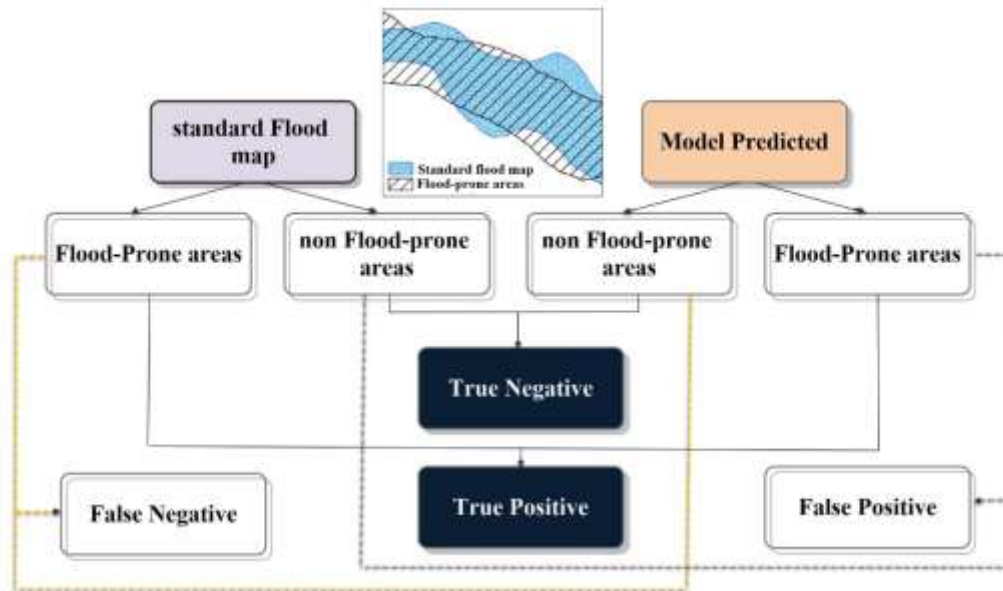 Standard flood map
Flood-prone areas
standard Flood
map
Model Predicted
Flood-Prone areas
non Flood-prone
areas
non Flood-prone
areas
Flood-Prone areas
True Negative
False Negative
True Positive
False Positive